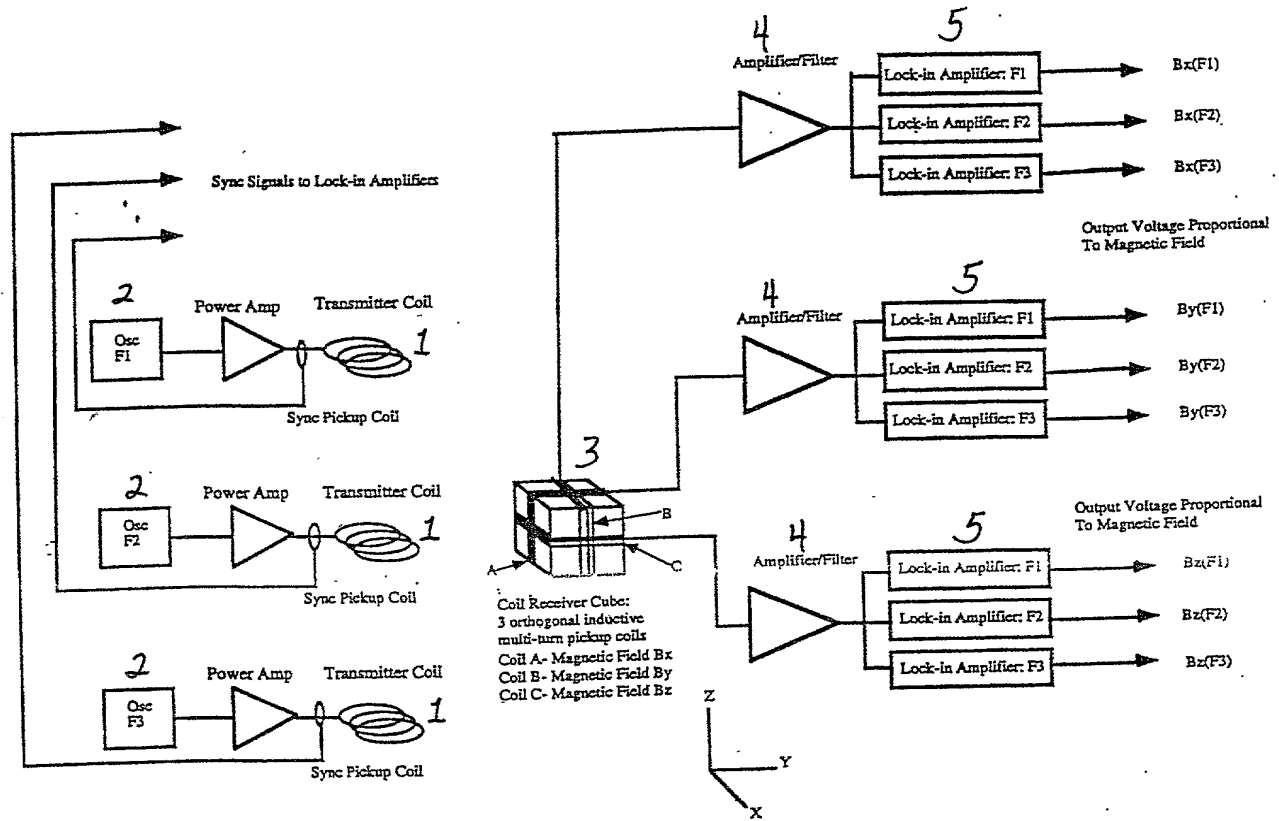 4
Amplifier/Filter
5
Lock-in Amplifier: F1
Lock-in Amplifier: F2
Lock-in Amplifier: F3
Bx(F1)
Bx(F2)
Bx(F3)
Sync Signals to Lock-in Amplifiers
Output Voltage Proportional
To Magnetic Field
2
Osc
F1
Power Amp
Transmitter Coil
1
Sync Pickup Coil
4
Amplifier/Filter
5
Lock-in Amplifier: F1
Lock-in Amplifier: F2
Lock-in Amplifier: F3
By(F1)
By(F2)
By(F3)
2
Osc
F2
Power Amp
Transmitter Coil
1
Sync Pickup Coil
3
A
B
C
Coil Receiver Cube:
3 orthogonal inductive
multi-turn pickup coils
Coil A- Magnetic Field Bx
Coil B- Magnetic Field By
Coil C- Magnetic Field Bz
Output Voltage Proportional
To Magnetic Field
4
Amplifier/Filter
5
Lock-in Amplifier: F1
Lock-in Amplifier: F2
Lock-in Amplifier: F3
Bz(F1)
Bz(F2)
Bz(F3)
2
Osc
F3
Power Amp
Transmitter Coil
1
Sync Pickup Coil
Z
Y
X